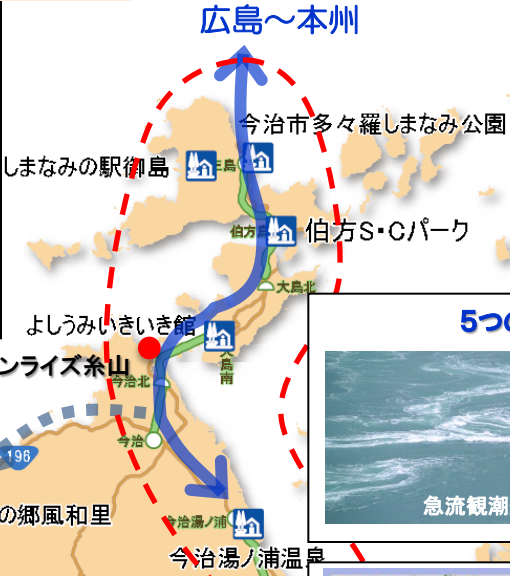 広島～本州
今治市多々羅しまなみ公園
しまなみの駅御島
伯方S・Cパーク
大島北
5つの
よしうみいきいき館
大島南
ンライズ糸山
今治北
今治
196
急流観潮
の郷風和里
今治湯ノ浦
今治湯ノ浦温泉